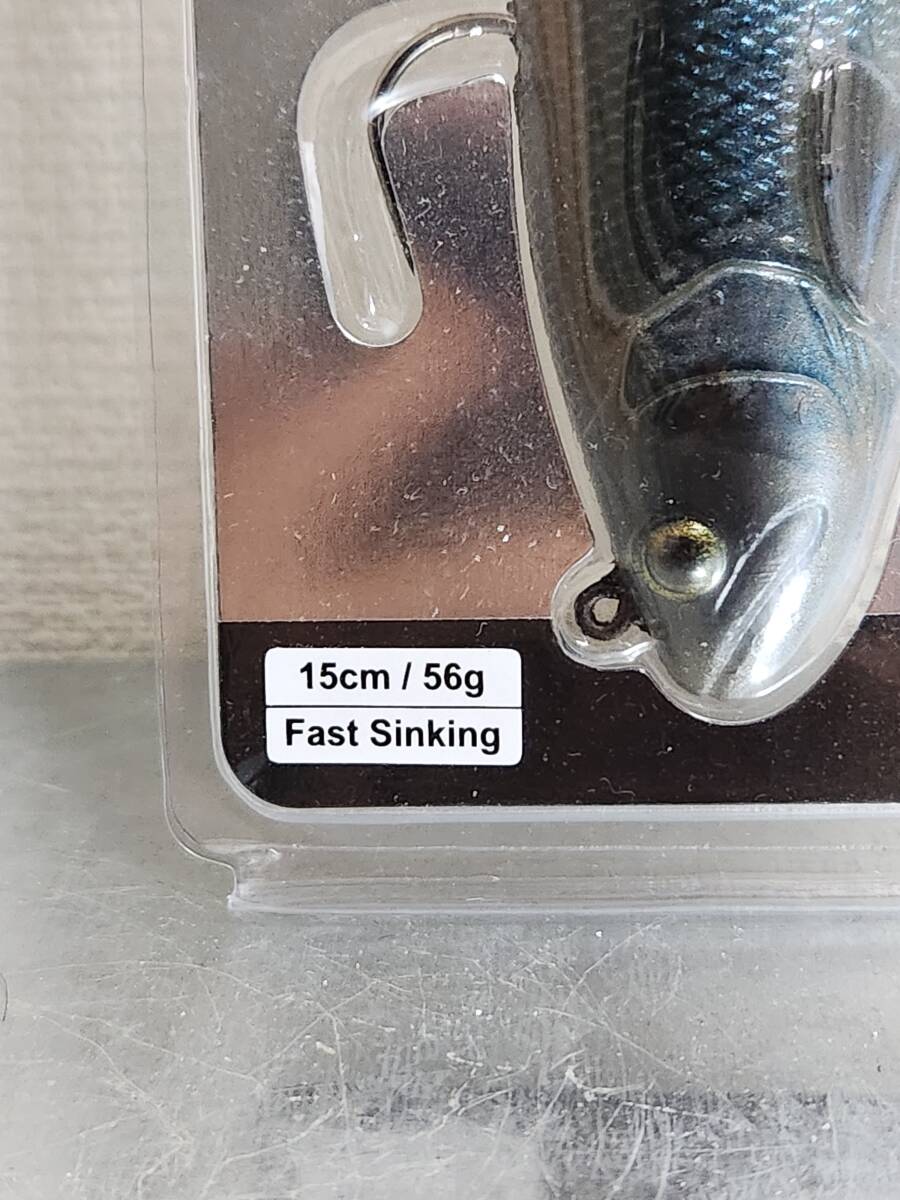 15cm / 56g
Fast Sinking